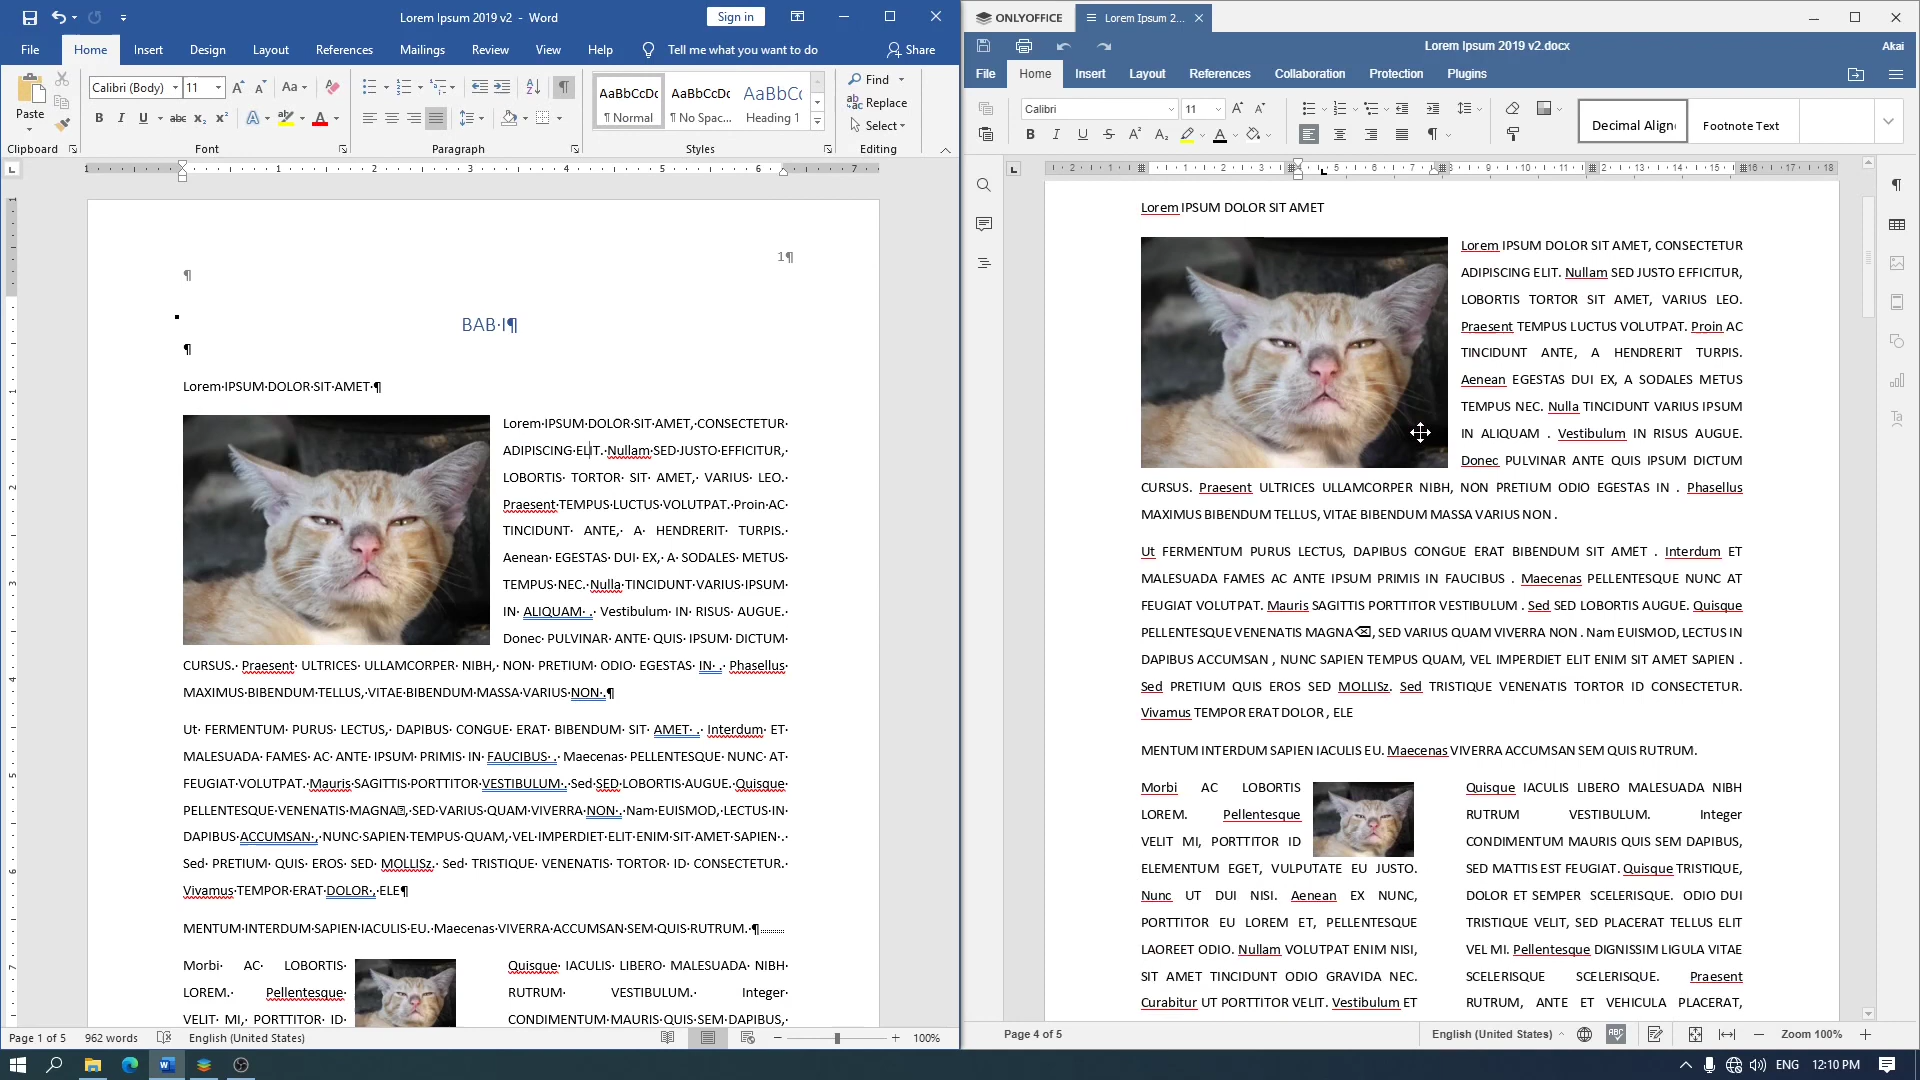 Lorem Ipsum 2019 v2 - Word
Sign in
File Home Insert Design Layout References Mailings Review View Help Tell me what you want to do Share
Paste
Calibri (Body) 11
AaBbCcDc AaBbCcDc AaBbCc
¶ Normal ¶ No Spac... Heading 1
Find
Replace
Select
Clipboard Font Paragraph Styles Editing
1¶
¶
BAB·I¶
¶
Lorem·IPSUM·DOLOR·SIT·AMET·¶
Lorem·IPSUM·DOLOR·SIT·AMET,·CONSECTETUR·
ADIPISCING·ELIT.·Nullam·SED·JUSTO·EFFICITUR,·
LOBORTIS· TORTOR· SIT· AMET,· VARIUS· LEO.·
Praesent·TEMPUS·LUCTUS·VOLUTPAT.·Proin·AC·
TINCIDUNT· ANTE,· A· HENDRERIT· TURPIS.·
Aenean· EGESTAS· DUI· EX,· A· SODALES· METUS·
TEMPUS·NEC.·Nulla·TINCIDUNT·VARIUS·IPSUM·
IN· ALIQUAM· .· Vestibulum· IN· RISUS· AUGUE.·
Donec· PULVINAR· ANTE· QUIS· IPSUM· DICTUM·
CURSUS.· Praesent· ULTRICES· ULLAMCORPER· NIBH,· NON· PRETIUM· ODIO· EGESTAS· IN· .· Phasellus·
MAXIMUS·BIBENDUM·TELLUS,·VITAE·BIBENDUM·MASSA·VARIUS·NON·.¶
Ut· FERMENTUM· PURUS· LECTUS,· DAPIBUS· CONGUE· ERAT· BIBENDUM· SIT· AMET· .· Interdum· ET·
MALESUADA· FAMES· AC· ANTE· IPSUM· PRIMIS· IN· FAUCIBUS· .· Maecenas· PELLENTESQUE· NUNC· AT·
FEUGIAT·VOLUTPAT.·Mauris·SAGITTIS·PORTTITOR·VESTIBULUM·.·Sed·SED·LOBORTIS·AUGUE.·Quisque·
PELLENTESQUE·VENENATIS·MAGNA⌫,·SED·VARIUS·QUAM·VIVERRA·NON·.·Nam·EUISMOD,·LECTUS·IN·
DAPIBUS·ACCUMSAN·,·NUNC·SAPIEN·TEMPUS·QUAM,·VEL·IMPERDIET·ELIT·ENIM·SIT·AMET·SAPIEN·.·
Sed· PRETIUM· QUIS· EROS· SED· MOLLISz.· Sed· TRISTIQUE· VENENATIS· TORTOR· ID· CONSECTETUR.·
Vivamus·TEMPOR·ERAT·DOLOR·,·ELE¶
MENTUM·INTERDUM·SAPIEN·IACULIS·EU.·Maecenas·VIVERRA·ACCUMSAN·SEM·QUIS·RUTRUM.·¶
Morbi· AC· LOBORTIS·
LOREM.· Pellentesque·
VELIT· MI,· PORTTITOR· ID·
Quisque· IACULIS· LIBERO· MALESUADA· NIBH·
RUTRUM· VESTIBULUM.· Integer·
CONDIMENTUM·MAURIS·QUIS·SEM·DAPIBUS,·
Page 1 of 5 962 words English (United States) 100%
ONLYOFFICE Lorem Ipsum 2...
Lorem Ipsum 2019 v2.docx Akai
File Home Insert Layout References Collaboration Protection Plugins
Calibri 11
Decimal Aligne Footnote Text
Lorem IPSUM DOLOR SIT AMET
Lorem IPSUM DOLOR SIT AMET, CONSECTETUR
ADIPISCING ELIT. Nullam SED JUSTO EFFICITUR,
LOBORTIS TORTOR SIT AMET, VARIUS LEO.
Praesent TEMPUS LUCTUS VOLUTPAT. Proin AC
TINCIDUNT ANTE, A HENDRERIT TURPIS.
Aenean EGESTAS DUI EX, A SODALES METUS
TEMPUS NEC. Nulla TINCIDUNT VARIUS IPSUM
IN ALIQUAM . Vestibulum IN RISUS AUGUE.
Donec PULVINAR ANTE QUIS IPSUM DICTUM
CURSUS. Praesent ULTRICES ULLAMCORPER NIBH, NON PRETIUM ODIO EGESTAS IN . Phasellus
MAXIMUS BIBENDUM TELLUS, VITAE BIBENDUM MASSA VARIUS NON .
Ut FERMENTUM PURUS LECTUS, DAPIBUS CONGUE ERAT BIBENDUM SIT AMET . Interdum ET
MALESUADA FAMES AC ANTE IPSUM PRIMIS IN FAUCIBUS . Maecenas PELLENTESQUE NUNC AT
FEUGIAT VOLUTPAT. Mauris SAGITTIS PORTTITOR VESTIBULUM . Sed SED LOBORTIS AUGUE. Quisque
PELLENTESQUE VENENATIS MAGNA⌫, SED VARIUS QUAM VIVERRA NON . Nam EUISMOD, LECTUS IN
DAPIBUS ACCUMSAN , NUNC SAPIEN TEMPUS QUAM, VEL IMPERDIET ELIT ENIM SIT AMET SAPIEN .
Sed PRETIUM QUIS EROS SED MOLLISz. Sed TRISTIQUE VENENATIS TORTOR ID CONSECTETUR.
Vivamus TEMPOR ERAT DOLOR , ELE
MENTUM INTERDUM SAPIEN IACULIS EU. Maecenas VIVERRA ACCUMSAN SEM QUIS RUTRUM.
Morbi AC LOBORTIS
LOREM. Pellentesque
VELIT MI, PORTTITOR ID
ELEMENTUM EGET, VULPUTATE EU JUSTO.
Nunc UT DUI NISI. Aenean EX NUNC,
PORTTITOR EU LOREM ET, PELLENTESQUE
LAOREET ODIO. Nullam VOLUTPAT ENIM NISI,
SIT AMET TINCIDUNT ODIO GRAVIDA NEC.
Curabitur UT PORTTITOR VELIT. Vestibulum ET
Quisque IACULIS LIBERO MALESUADA NIBH
RUTRUM VESTIBULUM. Integer
CONDIMENTUM MAURIS QUIS SEM DAPIBUS,
SED MATTIS EST FEUGIAT. Quisque TRISTIQUE,
DOLOR ET SEMPER SCELERISQUE. ODIO DUI
TRISTIQUE VELIT, SED PLACERAT TELLUS ELIT
VEL MI. Pellentesque DIGNISSIM LIGULA VITAE
SCELERISQUE SCELERISQUE. Praesent
RUTRUM, ANTE ET VEHICULA PLACERAT,
Page 4 of 5 English (United States) Zoom 100%
ENG 12:10 PM